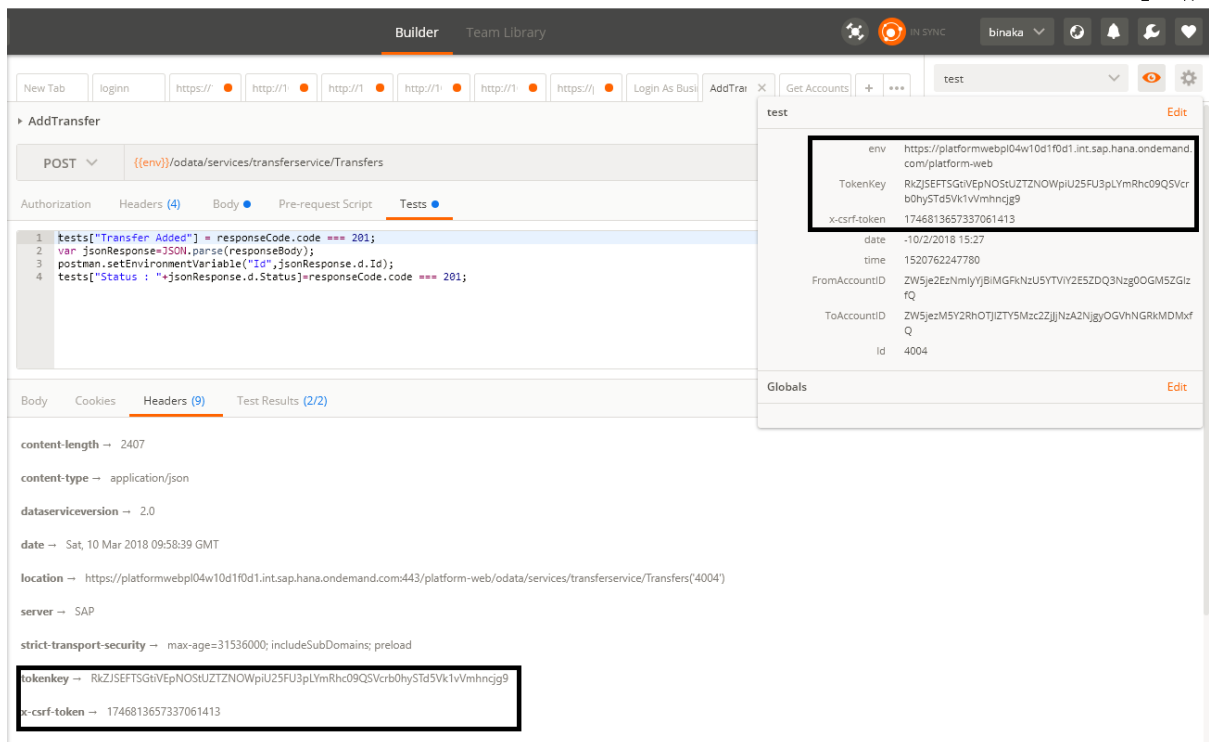 Builder Team Library IN SYNC binaka
New Tab loginn https:// http://1 http://1 http://1 http://1 https://j Login As Busi AddTrar Get Accounts + ••• test
AddTransfer
POST {{env}}/odata/services/transferservice/Transfers
Authorization Headers (4) Body Pre-request Script Tests
1 tests["Transfer Added"] = responseCode.code === 201;
2 var jsonResponse=JSON.parse(responseBody);
3 postman.setEnvironmentVariable("Id",jsonResponse.d.Id);
4 tests["Status : "+jsonResponse.d.Status]=responseCode.code === 201;
test Edit
env https://platformwebpl04w10d1f0d1.int.sap.hana.ondemand.
com/platform-web
TokenKey RkZJSEFTSGtiVEpNOStUZTZNOWpiU25FU3pLYmRhc09QSVcr
b0hySTd5Vk1vVmhncjg9
x-csrf-token 1746813657337061413
date -10/2/2018 15:27
time 1520762247780
FromAccountID ZW5je2EzNmIyYjBiMGFkNzU5YTViY2E5ZDQ3Nzg0OGM5ZGIz
fQ
ToAccountID ZW5jezM5Y2RhOTJlZTY5Mzc2ZjJjNzA2NjgyOGVhNGRkMDMxf
Q
Id 4004
Globals Edit
Body Cookies Headers (9) Test Results (2/2)
content-length → 2407
content-type → application/json
dataserviceversion → 2.0
date → Sat, 10 Mar 2018 09:58:39 GMT
location → https://platformwebpl04w10d1f0d1.int.sap.hana.ondemand.com:443/platform-web/odata/services/transferservice/Transfers('4004')
server → SAP
strict-transport-security → max-age=31536000; includeSubDomains; preload
tokenkey → RkZJSEFTSGtiVEpNOStUZTZNOWpiU25FU3pLYmRhc09QSVcrb0hySTd5Vk1vVmhncjg9
x-csrf-token → 1746813657337061413